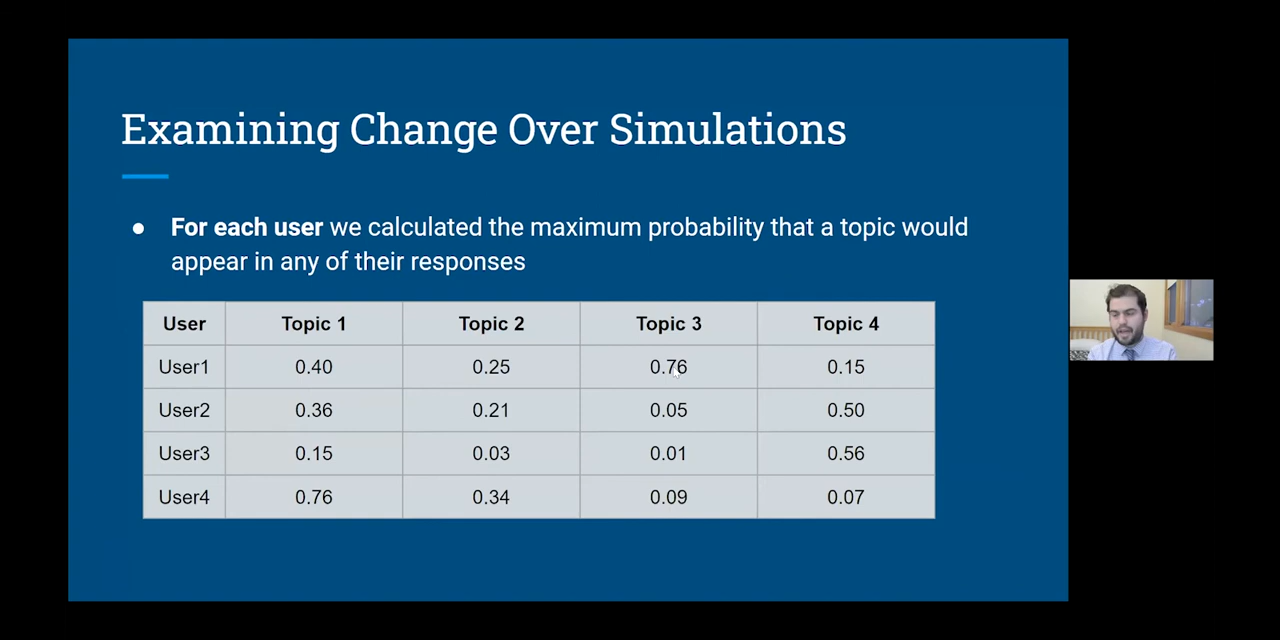 Examining Change Over Simulations
● For each user we calculated the maximum probability that a topic would
appear in any of their responses
User Topic 1 Topic 2 Topic 3 Topic 4
User1 0.40 0.25 0.76 0.15
User2 0.36 0.21 0.05 0.50
User3 0.15 0.03 0.01 0.56
User4 0.76 0.34 0.09 0.07